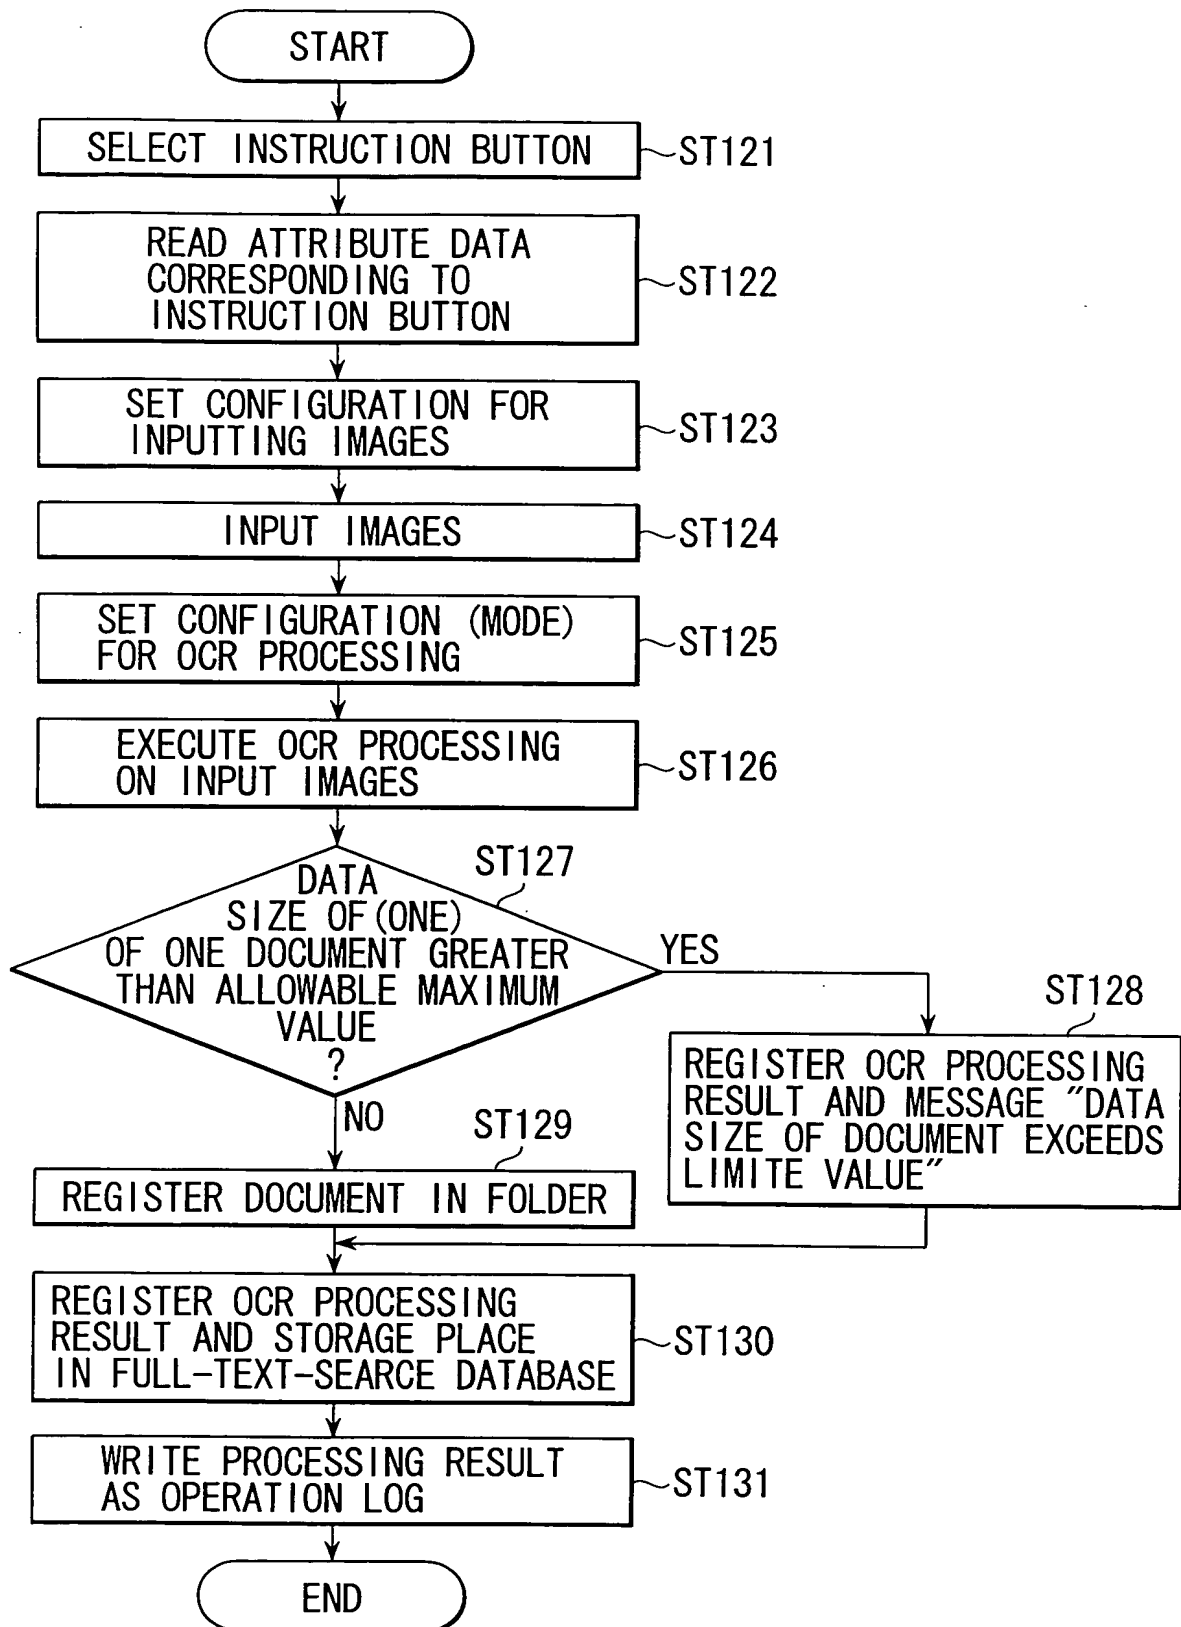 START
SELECT INSTRUCTION BUTTON
ST121
READ ATTRIBUTE DATA
CORRESPONDING TO
INSTRUCTION BUTTON
ST122
SET CONFIGURATION FOR
INPUTTING IMAGES
ST123
INPUT IMAGES
ST124
SET CONFIGURATION (MODE)
FOR OCR PROCESSING
ST125
EXECUTE OCR PROCESSING
ON INPUT IMAGES
ST126
ST127
DATA
SIZE OF(ONE)
OF ONE DOCUMENT GREATER
THAN ALLOWABLE MAXIMUM
VALUE
?
YES
NO
ST128
REGISTER OCR PROCESSING
RESULT AND MESSAGE "DATA
SIZE OF DOCUMENT EXCEEDS
LIMITE VALUE"
ST129
REGISTER DOCUMENT IN FOLDER
REGISTER OCR PROCESSING
RESULT AND STORAGE PLACE
IN FULL-TEXT-SEARCE DATABASE
ST130
WRITE PROCESSING RESULT
AS OPERATION LOG
ST131
END